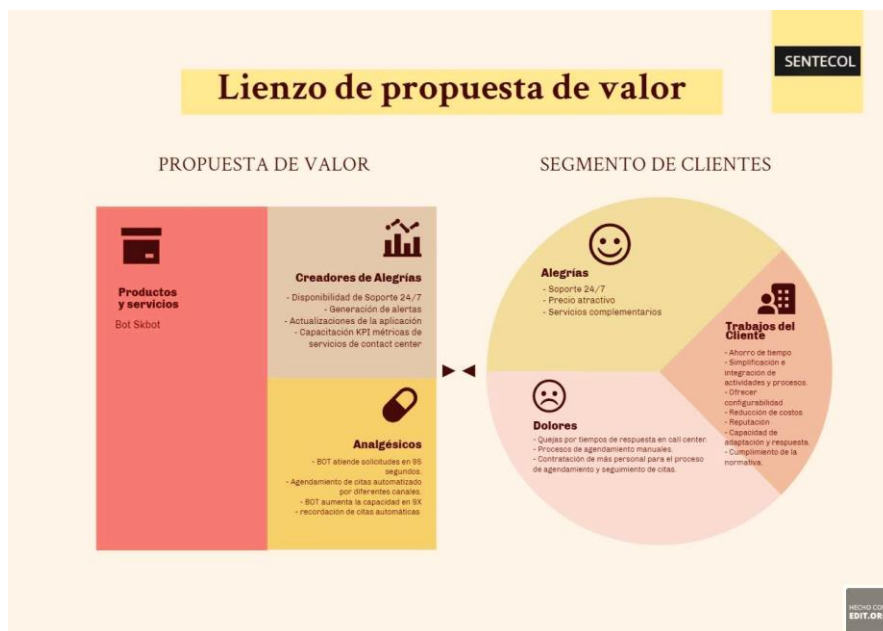 SENTECOL
Lienzo de propuesta de valor
PROPUESTA DE VALOR
SEGMENTO DE CLIENTES
Productos
y servicios
Bot Skbot
Creadores de Alegrías
- Disponibilidad de Soporte 24/7
- Generación de alertas
- Actualizaciones de la aplicación
- Capacitación KPI métricas de
servicios de contact center
Analgésicos
- BOT atiende solicitudes en 95
segundos.
- Agendamiento de citas automatizado
por diferentes canales.
- BOT aumenta la capacidad en 9X
- recordación de citas automáticas
Alegrías
- Soporte 24/7
- Precio atractivo
- Servicios complementarios
Trabajos del
Cliente
- Ahorro de tiempo
- Simplificación e
integración de
actividades y procesos.
- Ofrecer
configurabilidad
- Reducción de costos
- Reputación
- Capacidad de
adaptación y respuesta.
- Cumplimiento de la
normativa.
Dolores
- Quejas por tiempos de respuesta en call center.
- Procesos de agendamiento manuales.
- Contratación de más personal para el proceso
de agendamiento y seguimiento de citas.
HECHO CO
EDIT.OR